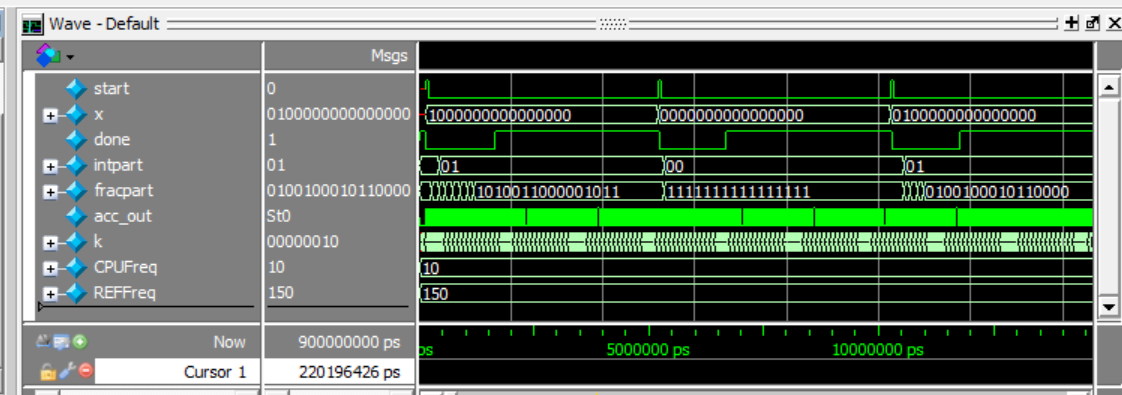 Wave - Default
Msgs
start 0
x 0100000000000000 1000000000000000 0000000000000000 0100000000000000
done 1
intpart 01 01 00 01
fracpart 0100100010110000 1010011000001011 1111111111111111 0100100010110000
acc_out St0
k 00000010
CPUFreq 10 10
REFFreq 150 150
Now 900000000 ps ps 5000000 ps 10000000 ps
Cursor 1 220196426 ps